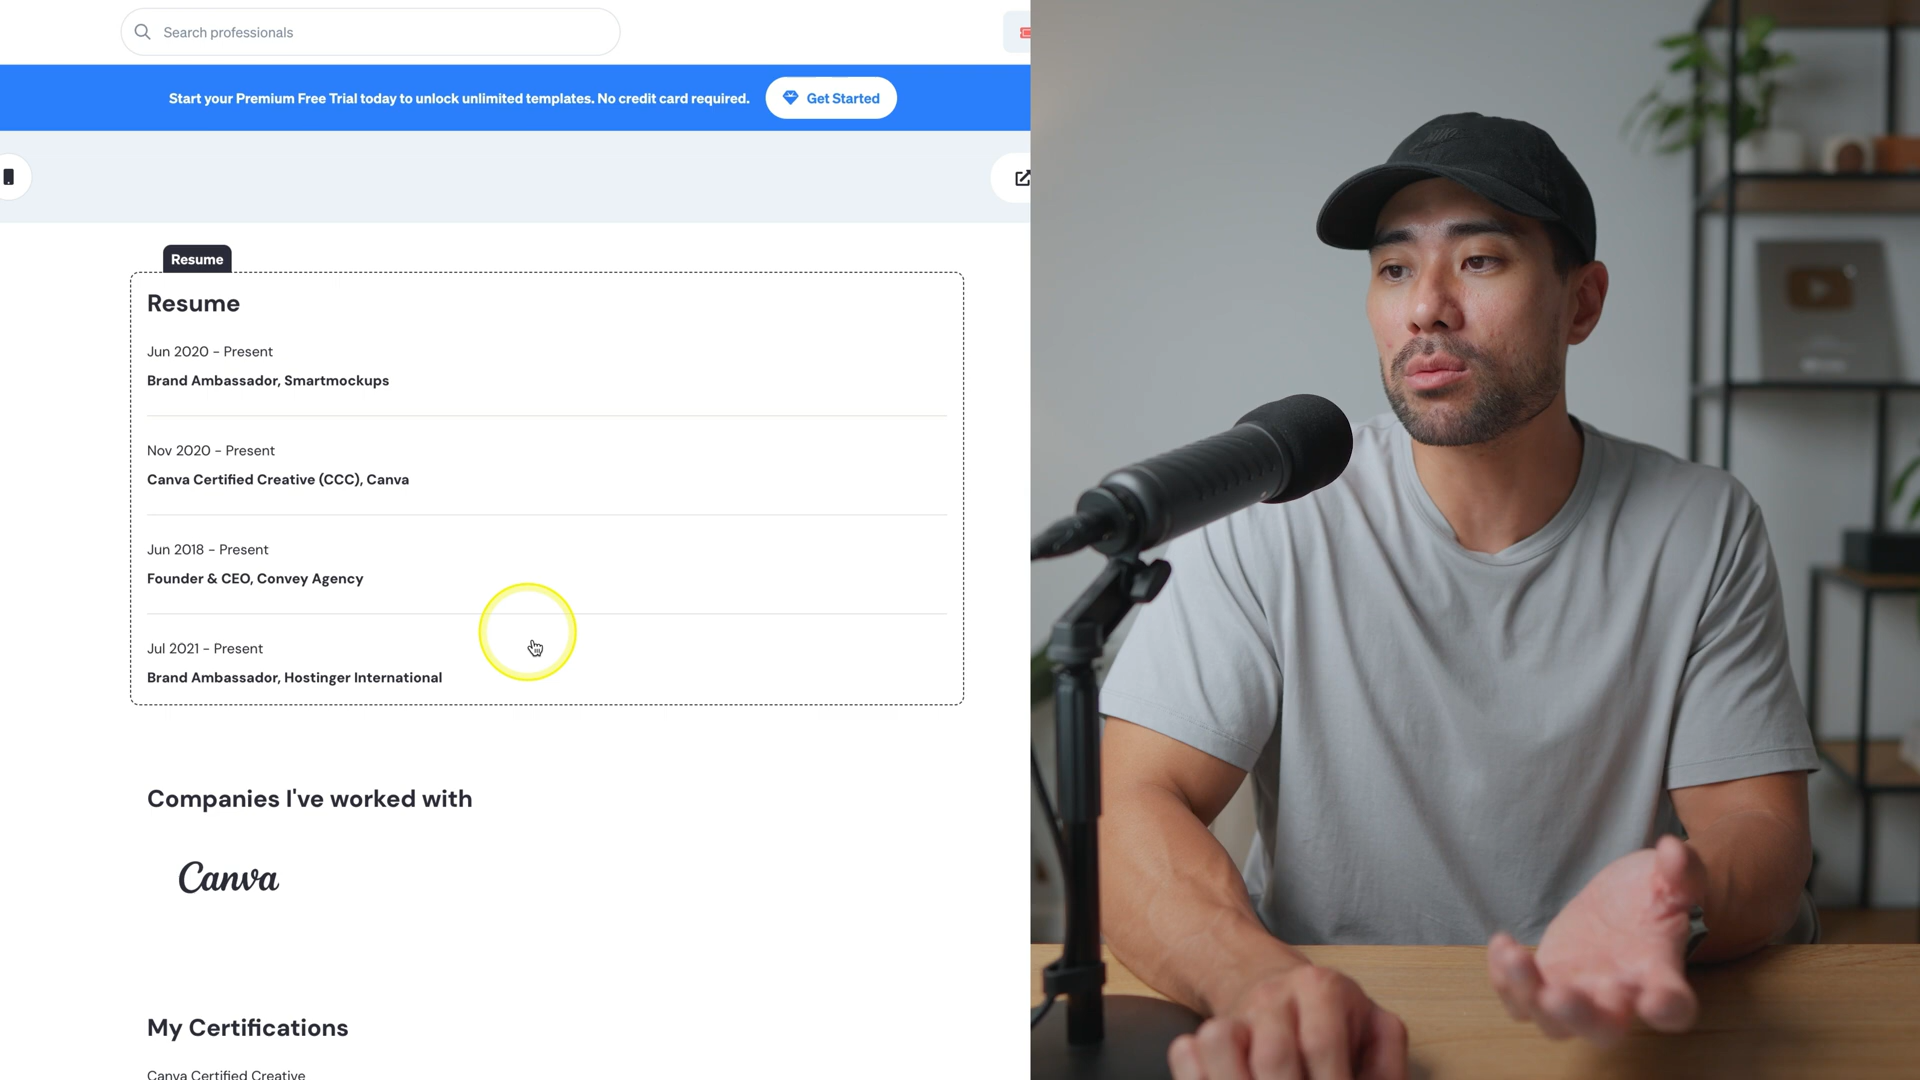 Search professionals
Start your Premium Free Trial today to unlock unlimited templates. No credit card required.
Get Started
Resume
Resume
Jun 2020 - Present
Brand Ambassador, Smartmockups
Nov 2020 - Present
Canva Certified Creative (CCC), Canva
Jun 2018 - Present
Founder & CEO, Convey Agency
Jul 2021 - Present
Brand Ambassador, Hostinger International
Companies I've worked with
Canva
My Certifications
Canva Certified Creative